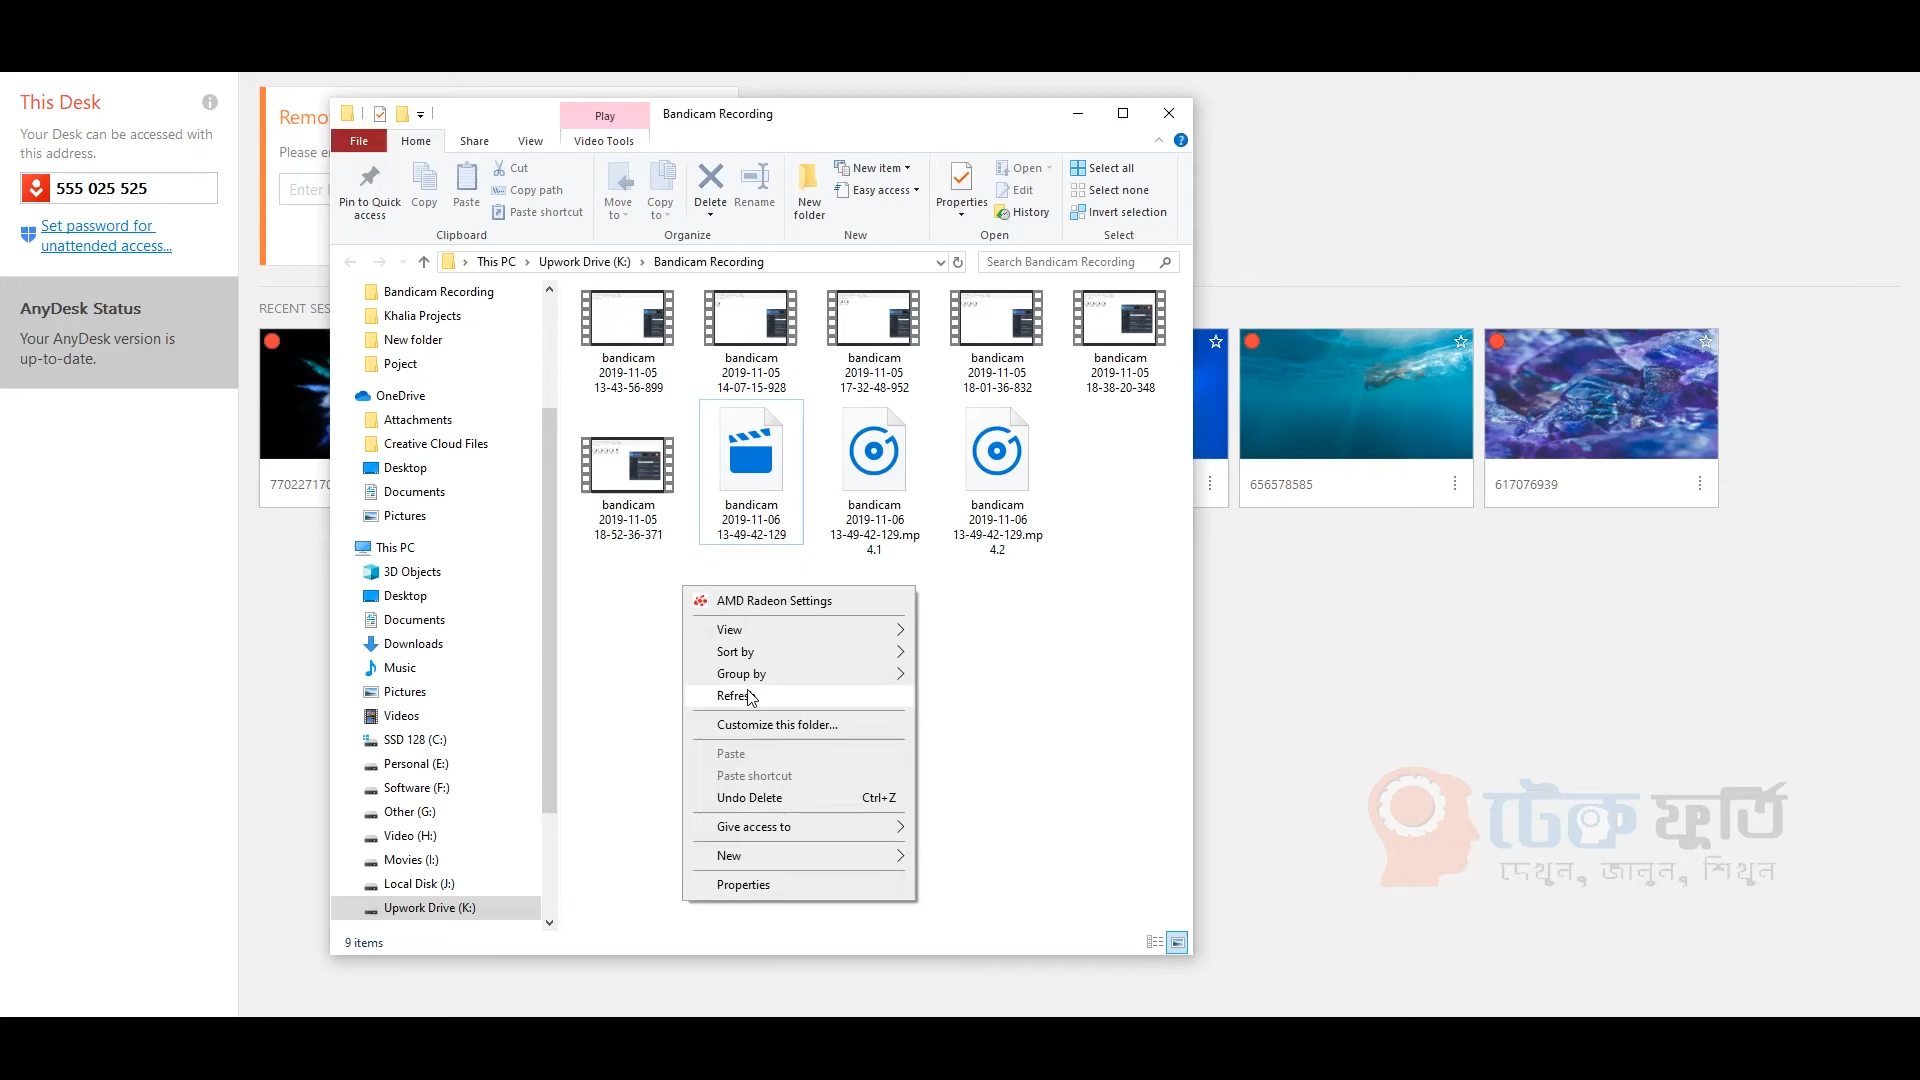 This Desk
Your Desk can be accessed with
this address.
555 025 525
Set password for
unattended access...
AnyDesk Status
Your AnyDesk version is
up-to-date.
Remo
Please e
Enter
RECENT SES
77022717
656578585
617076939
Play
Bandicam Recording
File
Home
Share
View
Video Tools
Pin to Quick
access
Copy
Paste
Cut
Copy path
Paste shortcut
Clipboard
Move
to
Copy
to
Delete
Rename
Organize
New
folder
New item
Easy access
New
Properties
Open
Edit
History
Open
Select all
Select none
Invert selection
Select
This PC
Upwork Drive (K:)
Bandicam Recording
Search Bandicam Recording
Bandicam Recording
Khalia Projects
New folder
Poject
OneDrive
Attachments
Creative Cloud Files
Desktop
Documents
Pictures
This PC
3D Objects
Desktop
Documents
Downloads
Music
Pictures
Videos
SSD 128 (C:)
Personal (E:)
Software (F:)
Other (G:)
Video (H:)
Movies (I:)
Local Disk (J:)
Upwork Drive (K:)
9 items
bandicam
2019-11-05
13-43-56-899
bandicam
2019-11-05
14-07-15-928
bandicam
2019-11-05
17-32-48-952
bandicam
2019-11-05
18-01-36-832
bandicam
2019-11-05
18-38-20-348
bandicam
2019-11-05
18-52-36-371
bandicam
2019-11-06
13-49-42-129
bandicam
2019-11-06
13-49-42-129.mp
4.1
bandicam
2019-11-06
13-49-42-129.mp
4.2
AMD Radeon Settings
View
Sort by
Group by
Refres
Customize this folder...
Paste
Paste shortcut
Undo Delete Ctrl+Z
Give access to
New
Properties
টেক ফুর্তি
দেখুন, জানুন, শিখুন